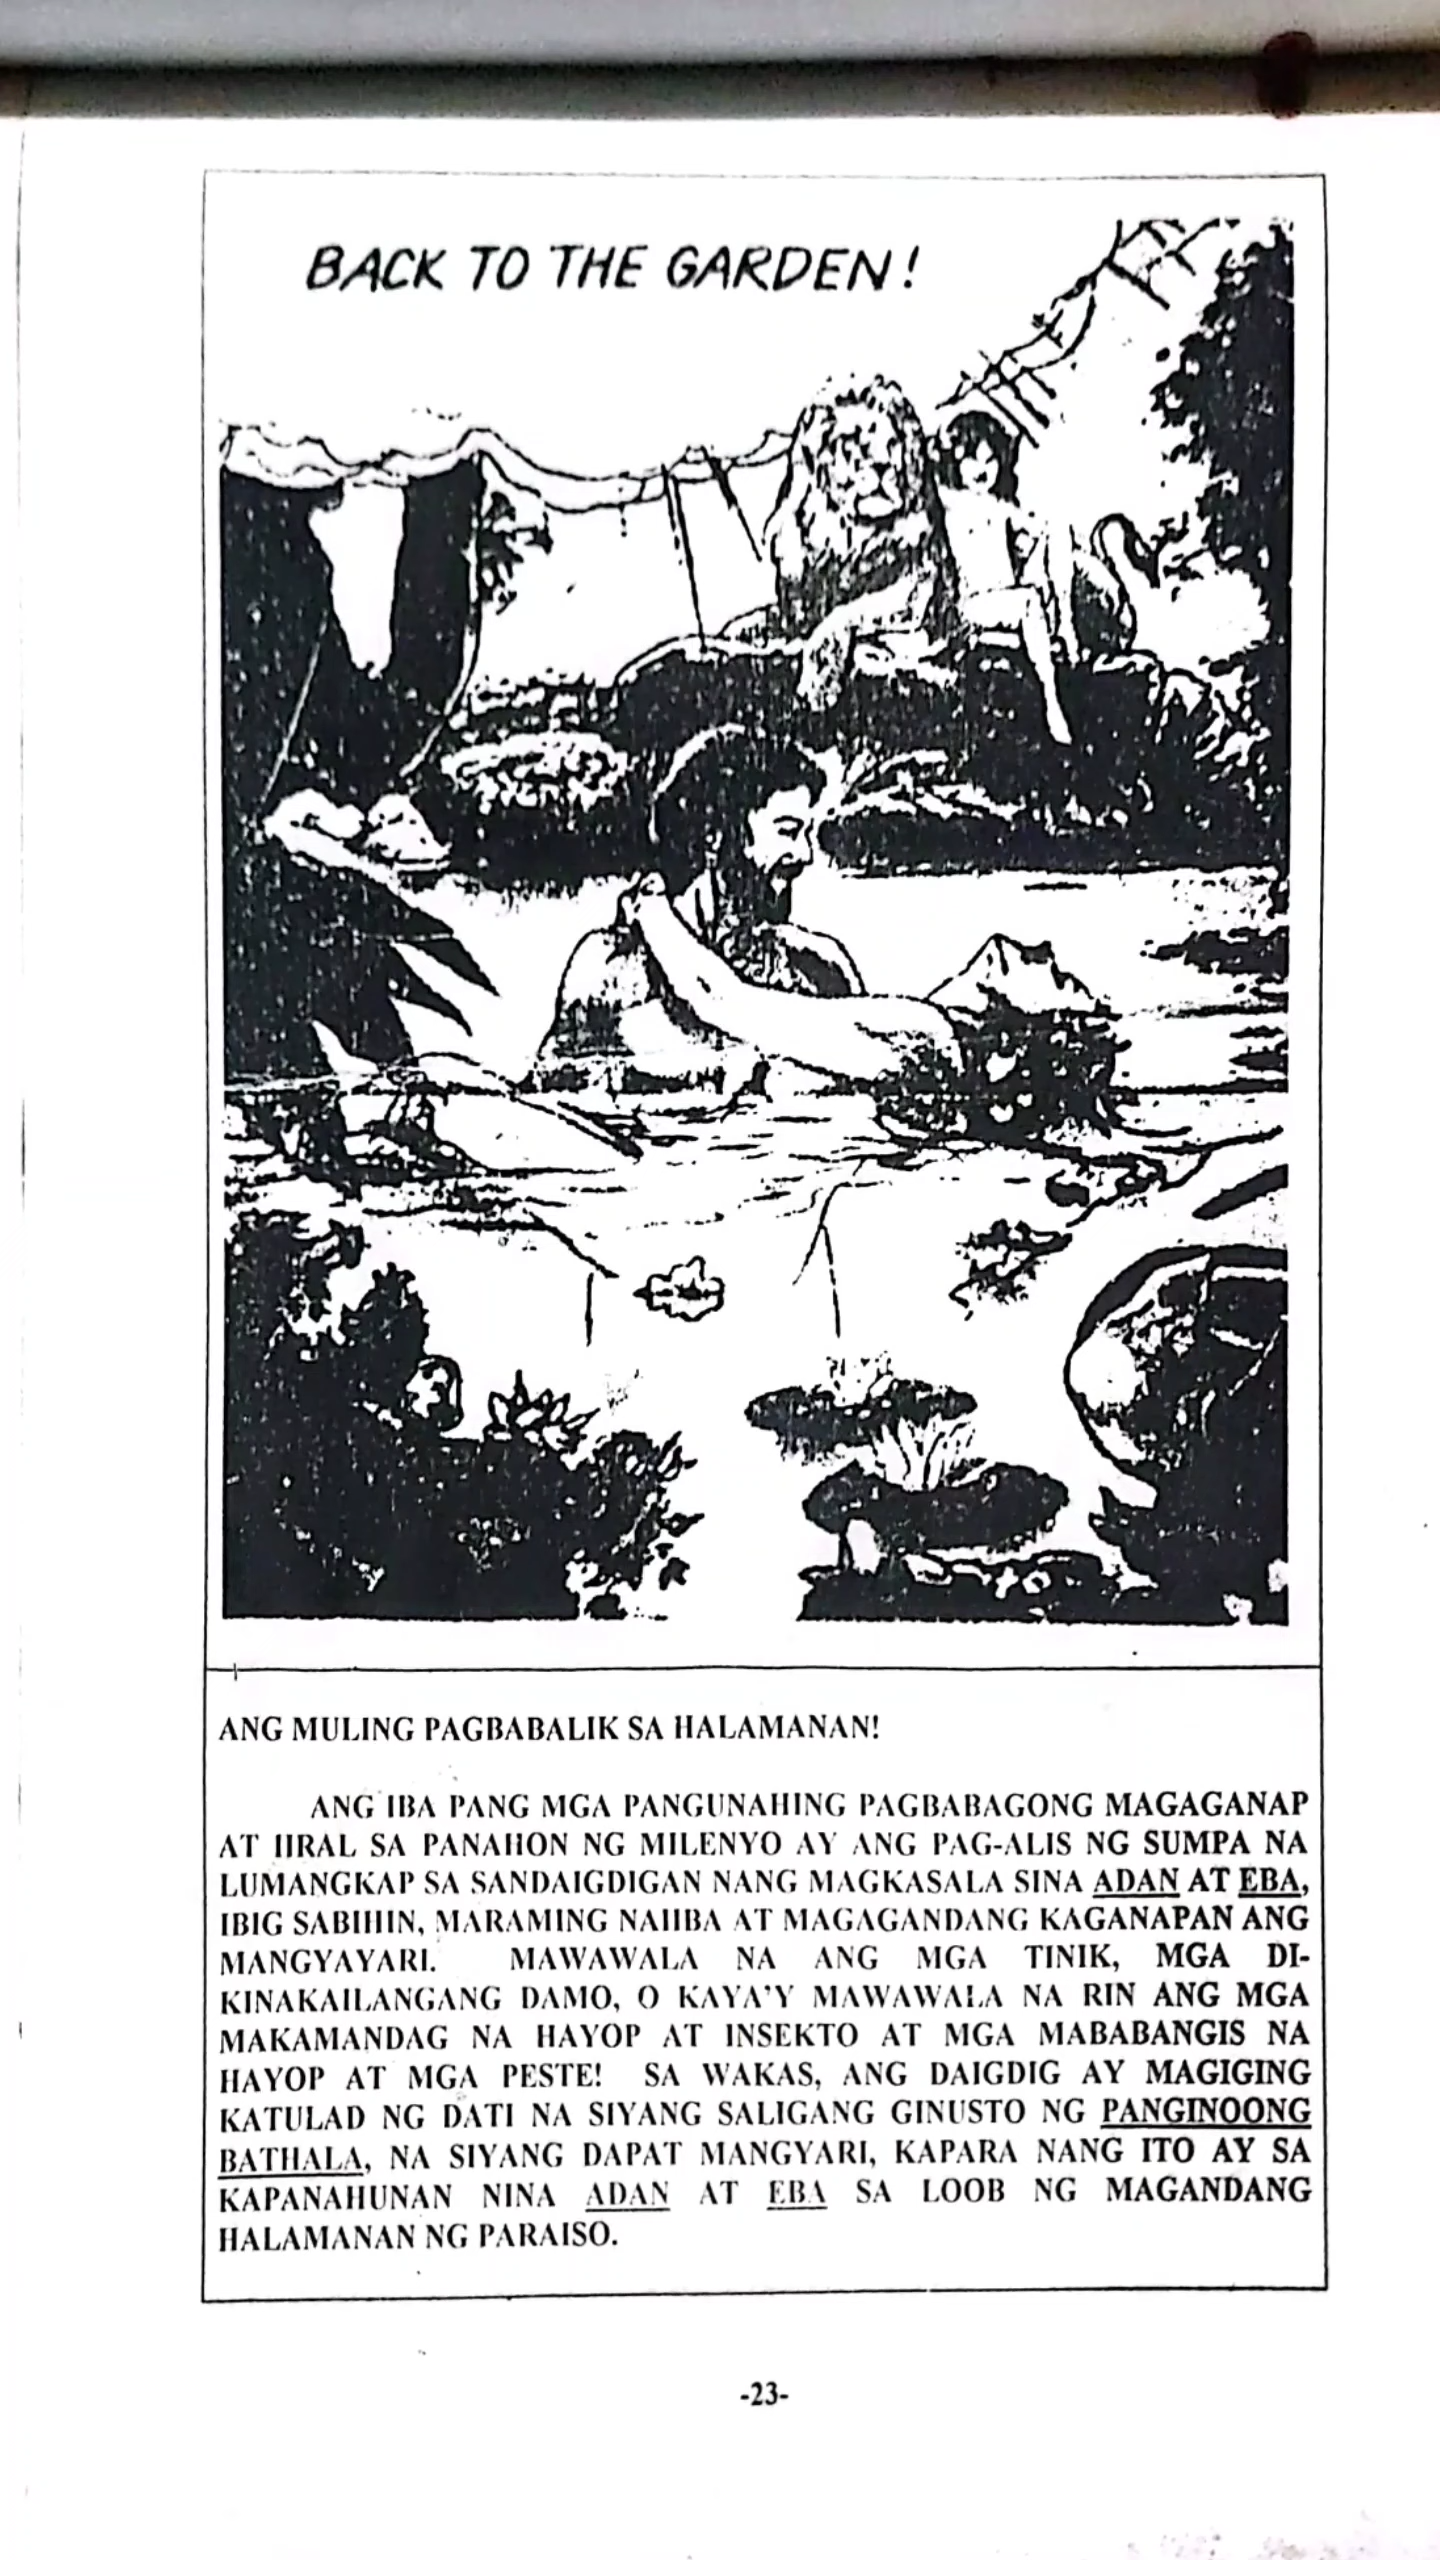 BACK TO THE GARDEN!
ANG MULING PAGBABALIK SA HALAMANAN!
ANG IBA PANG MGA PANGUNAHING PAGBABAGONG MAGAGANAP
AT IIRAL SA PANAHON NG MILENYO AY ANG PAG-ALIS NG SUMPA NA
LUMANGKAP SA SANDAIGDIGAN NANG MAGKASALA SINA ADAN AT EBA,
IBIG SABIHIN, MARAMING NAIIBA AT MAGAGANDANG KAGANAPAN ANG
MANGYAYARI. MAWAWALA NA ANG MGA TINIK, MGA DI-
KINAKAILANGANG DAMO, O KAYA'Y MAWAWALA NA RIN ANG MGA
MAKAMANDAG NA HAYOP AT INSEKTO AT MGA MABABANGIS NA
HAYOP AT MGA PESTE! SA WAKAS, ANG DAIGDIG AY MAGIGING
KATULAD NG DATI NA SIYANG SALIGANG GINUSTO NG PANGINOONG
BATHALA, NA SIYANG DAPAT MANGYARI, KAPARA NANG ITO AY SA
KAPANAHUNAN NINA ADAN AT EBA SA LOOB NG MAGANDANG
HALAMANAN NG PARAISO.
-23-